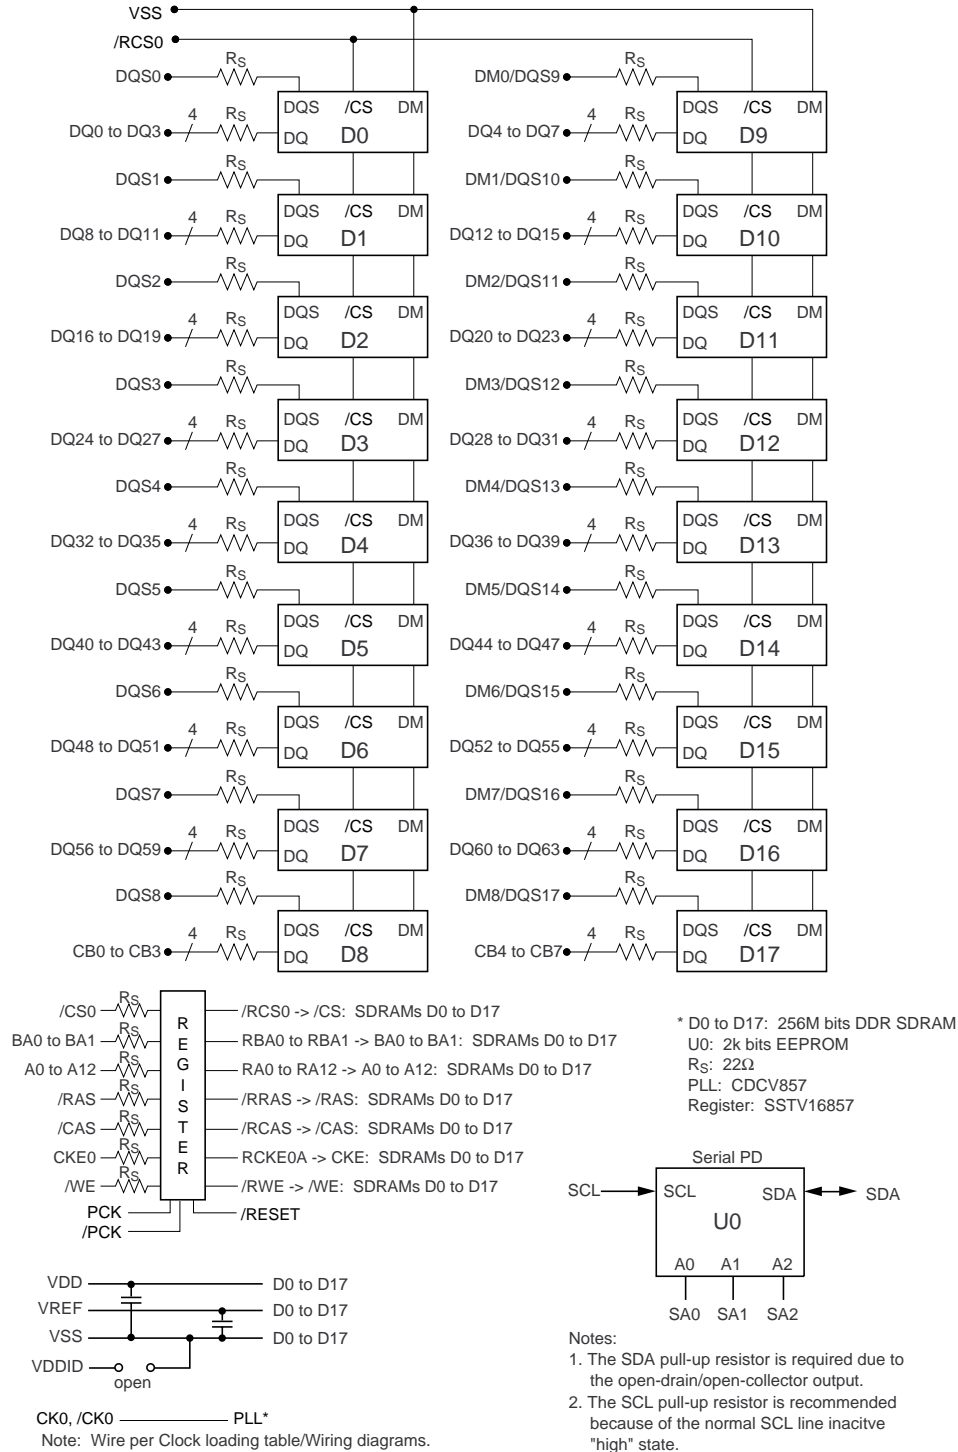 VSS
/RCS0
DQS0 RS DM0/DQS9 RS
DQS /CS DM DQS /CS DM
DQ0 to DQ3 4 RS DQ D0 DQ4 to DQ7 4 RS DQ D9
DQS1 RS DM1/DQS10 RS
DQS /CS DM DQS /CS DM
DQ8 to DQ11 4 RS DQ D1 DQ12 to DQ15 4 RS DQ D10
DQS2 RS DM2/DQS11 RS
DQS /CS DM DQS /CS DM
DQ16 to DQ19 4 RS DQ D2 DQ20 to DQ23 4 RS DQ D11
DQS3 RS DM3/DQS12 RS
DQS /CS DM DQS /CS DM
DQ24 to DQ27 4 RS DQ D3 DQ28 to DQ31 4 RS DQ D12
DQS4 RS DM4/DQS13 RS
DQS /CS DM DQS /CS DM
DQ32 to DQ35 4 RS DQ D4 DQ36 to DQ39 4 RS DQ D13
DQS5 RS DM5/DQS14 RS
DQS /CS DM DQS /CS DM
DQ40 to DQ43 4 RS DQ D5 DQ44 to DQ47 4 RS DQ D14
DQS6 RS DM6/DQS15 RS
DQS /CS DM DQS /CS DM
DQ48 to DQ51 4 RS DQ D6 DQ52 to DQ55 4 RS DQ D15
DQS7 RS DM7/DQS16 RS
DQS /CS DM DQS /CS DM
DQ56 to DQ59 4 RS DQ D7 DQ60 to DQ63 4 RS DQ D16
DQS8 RS DM8/DQS17 RS
DQS /CS DM DQS /CS DM
CB0 to CB3 4 RS DQ D8 CB4 to CB7 4 RS DQ D17
REGISTER
/CS0 RS /RCS0 -> /CS: SDRAMs D0 to D17
BA0 to BA1 RS RBA0 to RBA1 -> BA0 to BA1: SDRAMs D0 to D17
A0 to A12 RS RA0 to RA12 -> A0 to A12: SDRAMs D0 to D17
/RAS RS /RRAS -> /RAS: SDRAMs D0 to D17
/CAS RS /RCAS -> /CAS: SDRAMs D0 to D17
CKE0 RS RCKE0A -> CKE: SDRAMs D0 to D17
/WE RS /RWE -> /WE: SDRAMs D0 to D17
PCK /RESET
/PCK
* D0 to D17: 256M bits DDR SDRAM
U0: 2k bits EEPROM
RS: 22Ω
PLL: CDCV857
Register: SSTV16857
Serial PD
SCL SCL SDA SDA
U0
A0 A1 A2
SA0 SA1 SA2
VDD D0 to D17
VREF D0 to D17
VSS D0 to D17
VDDID
open
CK0, /CK0 PLL*
Note: Wire per Clock loading table/Wiring diagrams.
Notes:
1. The SDA pull-up resistor is required due to
the open-drain/open-collector output.
2. The SCL pull-up resistor is recommended
because of the normal SCL line inacitve
"high" state.